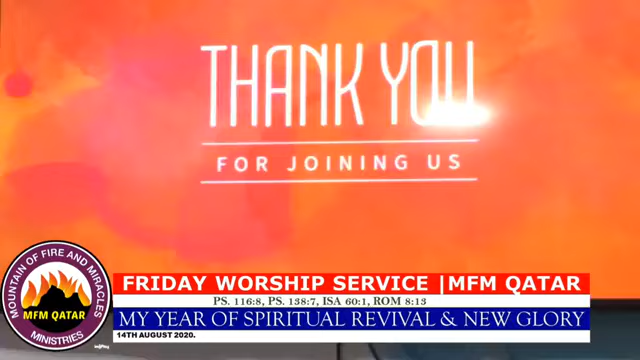 THANK YOU
FOR JOINING US
MOUNTAIN OF FIRE AND MIRACLES
MFM QATAR
MINISTRIES
FRIDAY WORSHIP SERVICE |MFM QATAR
PS. 116:8, PS. 138:7, ISA 60:1, ROM 8:13
MY YEAR OF SPIRITUAL REVIVAL & NEW GLORY
14TH AUGUST 2020.